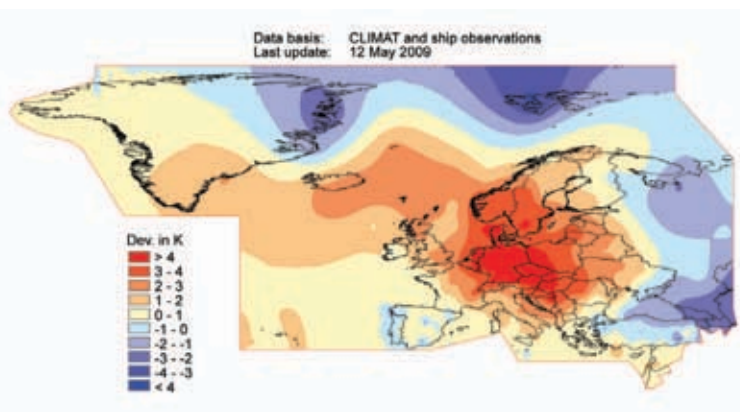 Data basis: CLIMAT and ship observations
Last update: 12 May 2009
Dev. in K
> 4
3 - 4
2 - 3
1 - 2
0 - 1
-1 - 0
-2 - -1
-3 - -2
-4 - -3
< 4